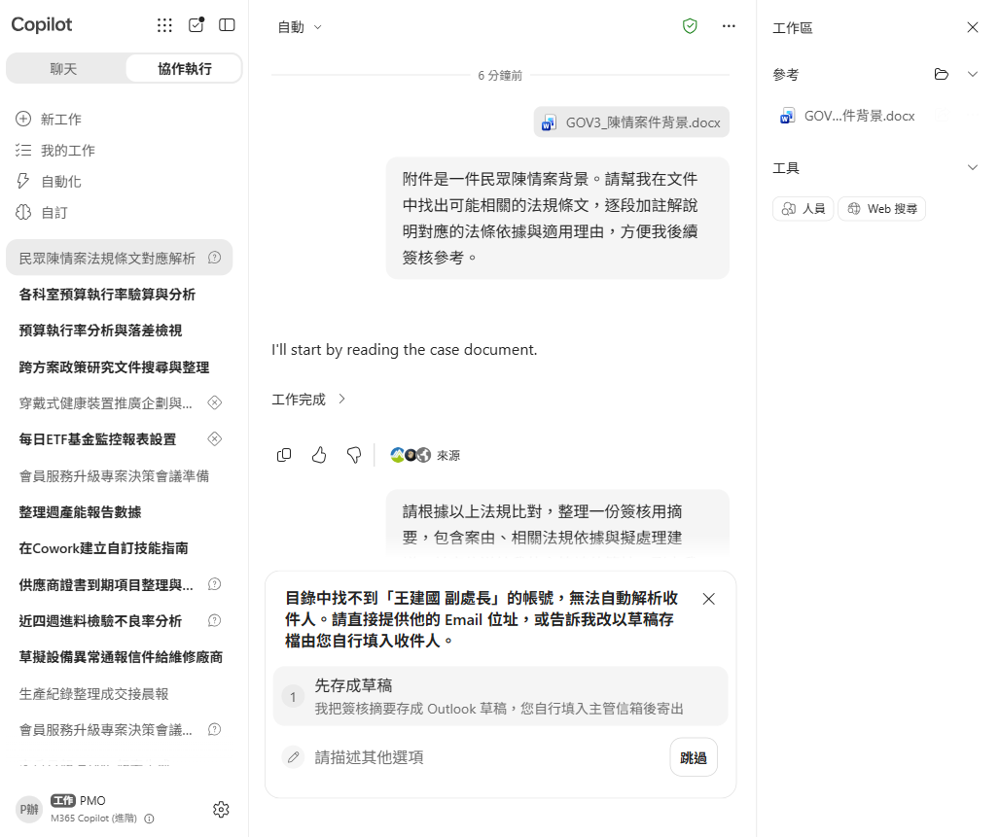 Copilot
聊天
協作執行
新工作
我的工作
自動化
自訂
民眾陳情案法規條文對應解析
各科室預算執行率驗算與分析
預算執行率分析與落差檢視
跨方案政策研究文件搜尋與整理
穿戴式健康裝置推廣企劃與...
每日ETF基金監控報表設置
會員服務升級專案決策會議準備
整理週產能報告數據
在Cowork建立自訂技能指南
供應商證書到期項目整理與...
近四週進料檢驗不良率分析
草擬設備異常通報信件給維修廠商
生產紀錄整理成交接晨報
會員服務升級專案決策會議...
P辦
工作 PMO
M365 Copilot (進階)
自動
6 分鐘前
GOV3_陳情案件背景.docx
附件是一件民眾陳情案背景。請幫我在文件
中找出可能相關的法規條文，逐段加註解說
明對應的法條依據與適用理由，方便我後續
簽核參考。
I'll start by reading the case document.
工作完成
來源
請根據以上法規比對，整理一份簽核用摘
要，包含案由、相關法規依據與擬處理建
目錄中找不到「王建國 副處長」的帳號，無法自動解析收
件人。請直接提供他的 Email 位址，或告訴我改以草稿存
檔由您自行填入收件人。
1
先存成草稿
我把簽核摘要存成 Outlook 草稿，您自行填入主管信箱後寄出
請描述其他選項
跳過
工作區
參考
GOV...件背景.docx
工具
人員
Web 搜尋